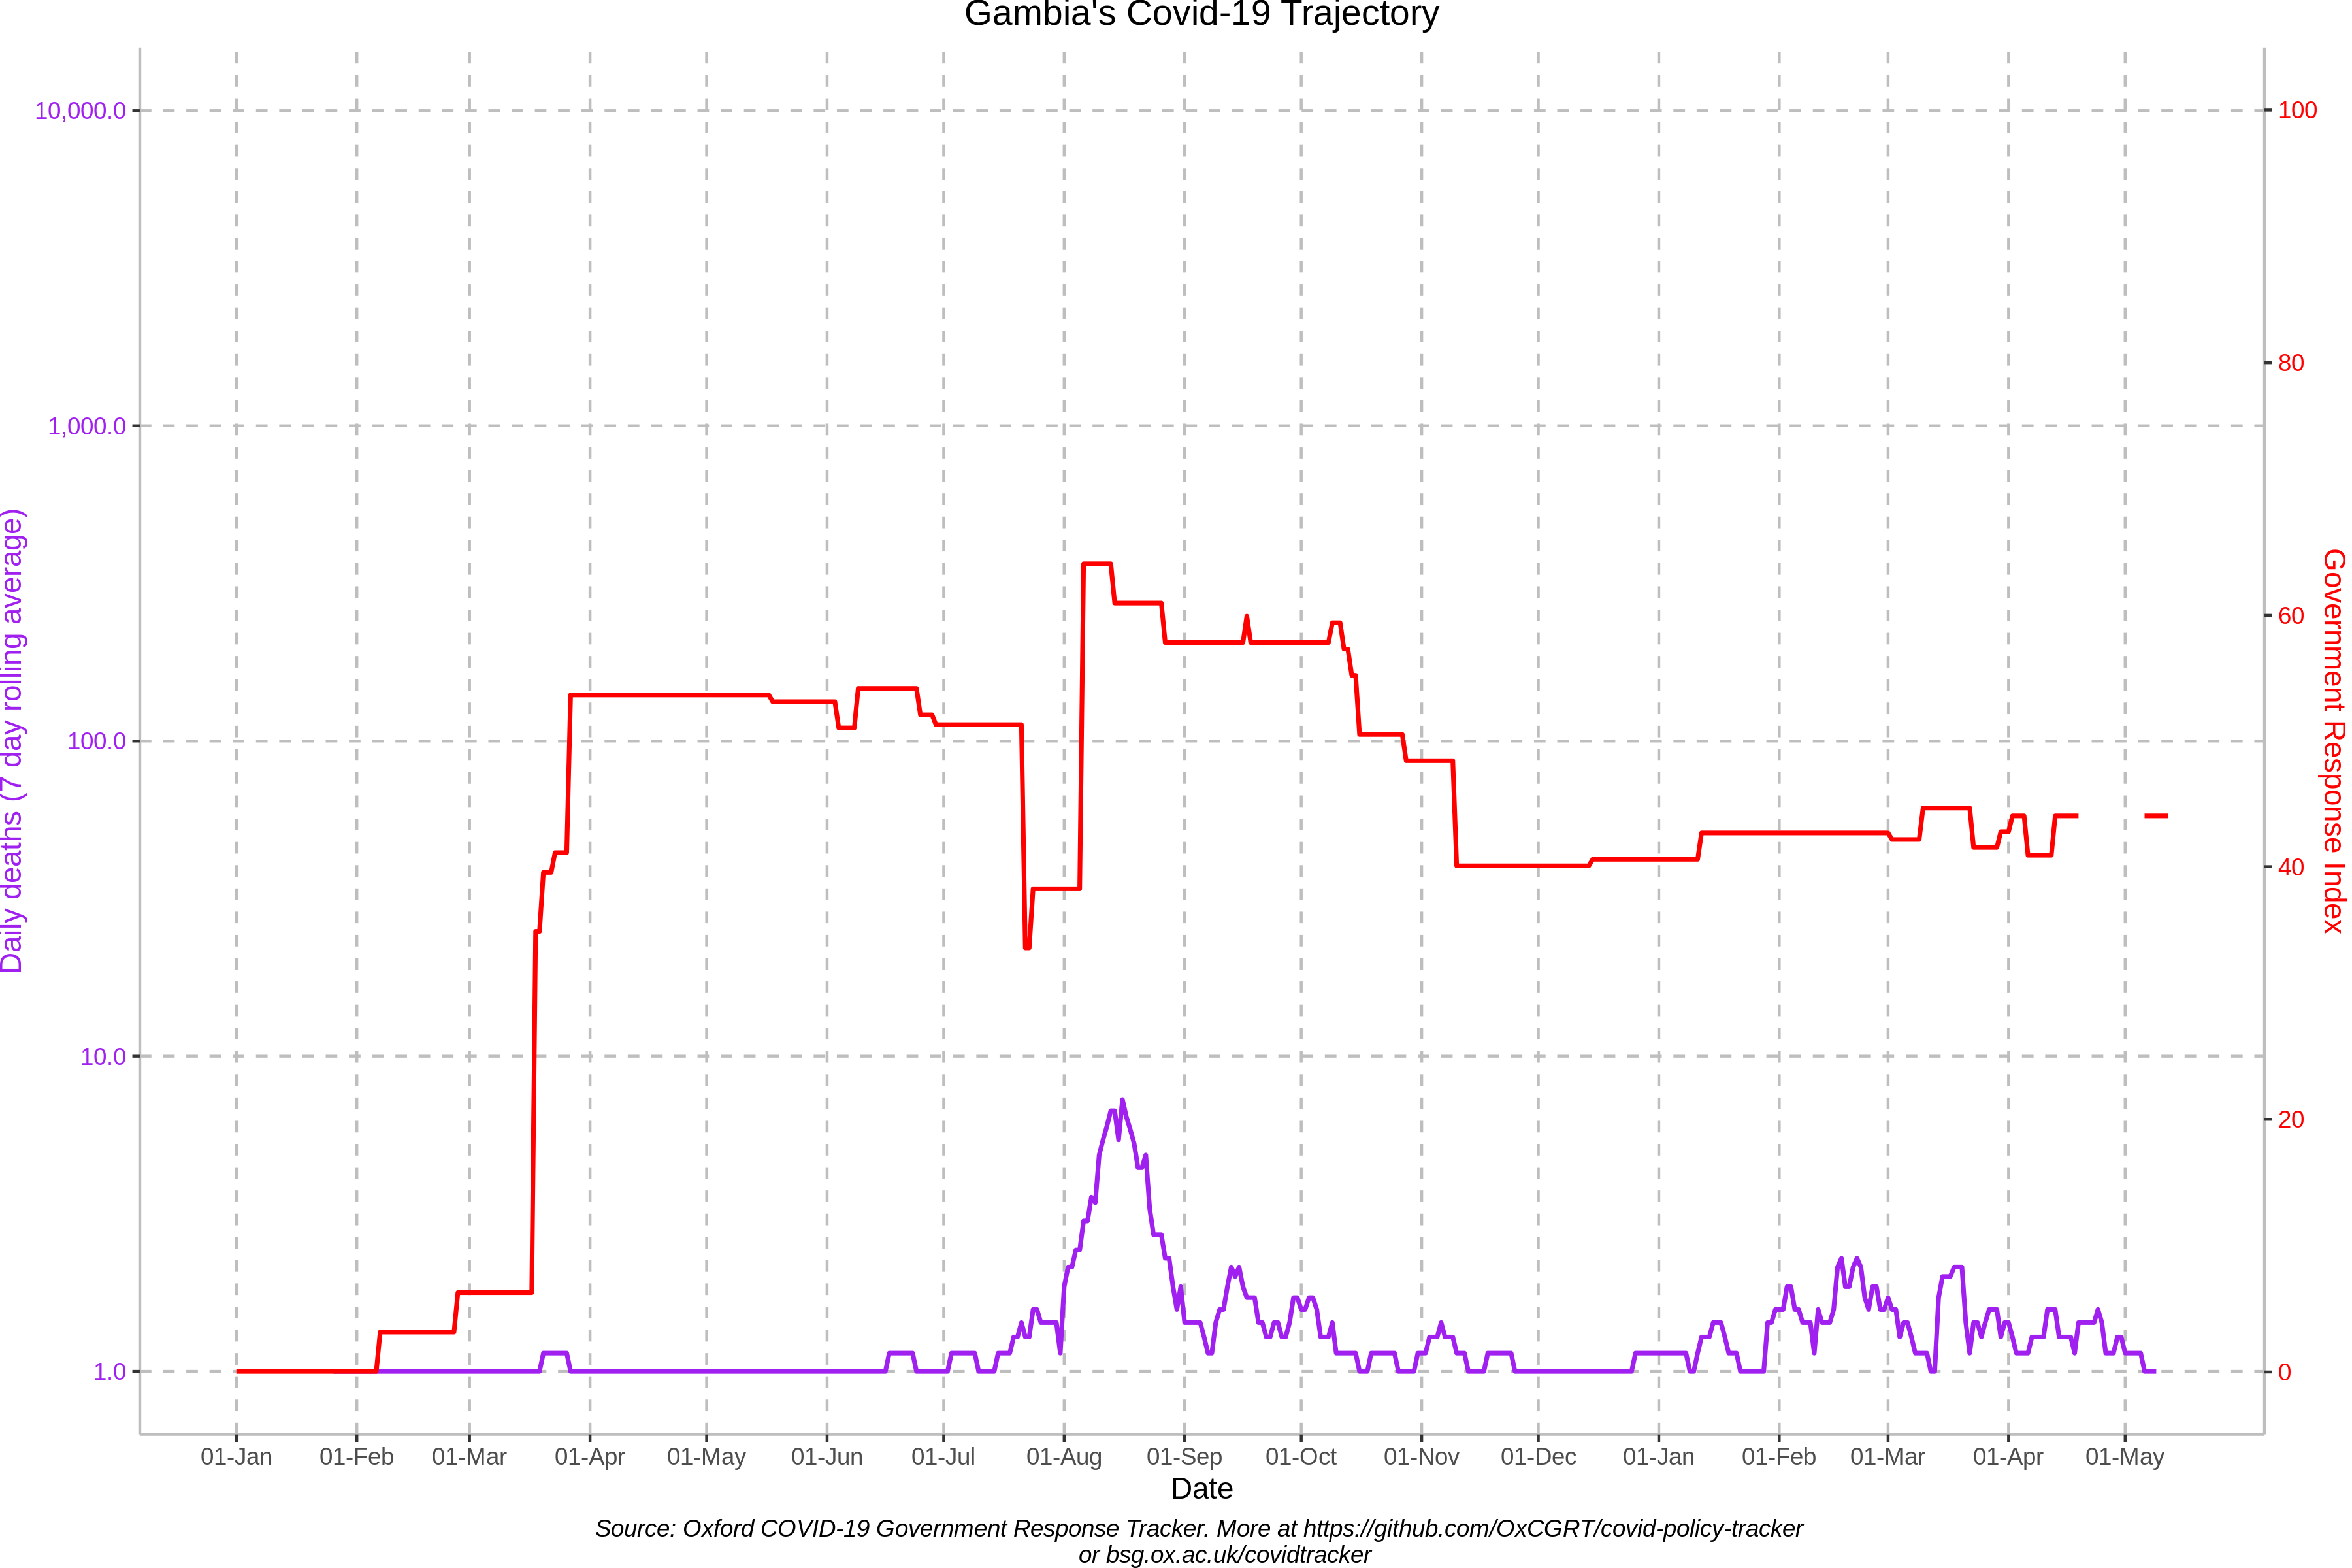 Gambia's Covid-19 Trajectory
10,000.0
1,000.0
100.0
10.0
1.0
Daily deaths (7 day rolling average)
100
80
60
40
20
0
Government Response Index
01-Jan 01-Feb 01-Mar 01-Apr 01-May 01-Jun 01-Jul 01-Aug 01-Sep 01-Oct 01-Nov 01-Dec 01-Jan 01-Feb 01-Mar 01-Apr 01-May
Date
Source: Oxford COVID-19 Government Response Tracker. More at https://github.com/OxCGRT/covid-policy-tracker
or bsg.ox.ac.uk/covidtracker